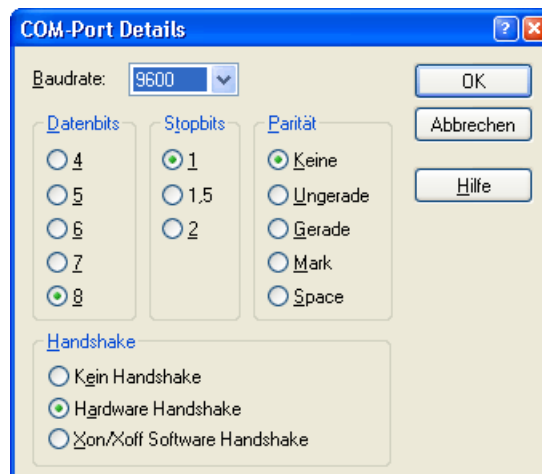 COM-Port Details
Baudrate: 9600
OK
Abbrechen
Hilfe
Datenbits
4
5
6
7
8
Stopbits
1
1,5
2
Parität
Keine
Ungerade
Gerade
Mark
Space
Handshake
Kein Handshake
Hardware Handshake
Xon/Xoff Software Handshake